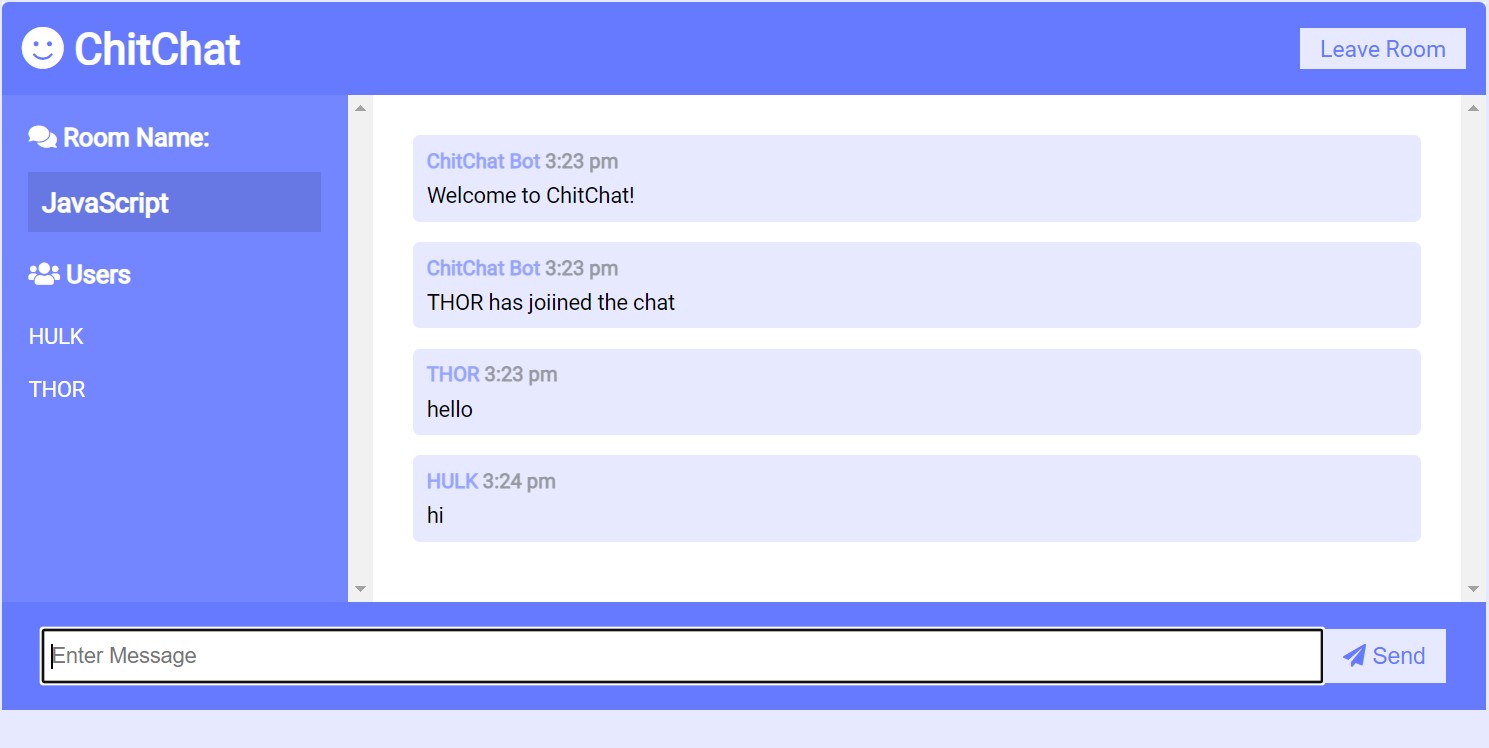 ChitChat
Leave Room
Room Name:
JavaScript
Users
HULK
THOR
ChitChat Bot 3:23 pm
Welcome to ChitChat!
ChitChat Bot 3:23 pm
THOR has joiined the chat
THOR 3:23 pm
hello
HULK 3:24 pm
hi
Enter Message
Send